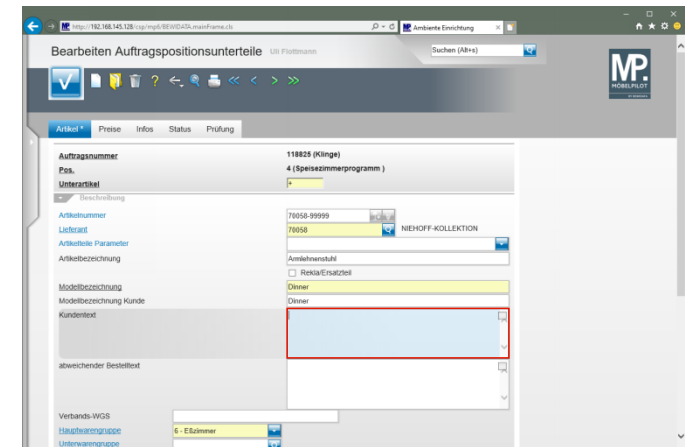 http://192.168.145.128/csp/mp6/BEWIDATA.mainFrame.cls
Ambiente Einrichtung
Bearbeiten Auftragspositionsunterteile Uli Flottmann
Suchen (Alt+s)
MP.
MÖBELPILOT
Artikel* Preise Infos Status Prüfung
Auftragsnummer 118825 (Klinge)
Pos. 4 (Speisezimmerprogramm )
Unterartikel +
Beschreibung
Artikelnummer 70058-99999
Lieferant 70058 NIEHOFF-KOLLEKTION
Artikelteile Parameter
Artikelbezeichnung Armlehnenstuhl
Rekla/Ersatzteil
Modellbezeichnung Dinner
Modellbezeichnung Kunde Dinner
Kundentext
abweichender Bestelltext
Verbands-WGS
Hauptwarengruppe 6 - Eßzimmer
Unterwarengruppe